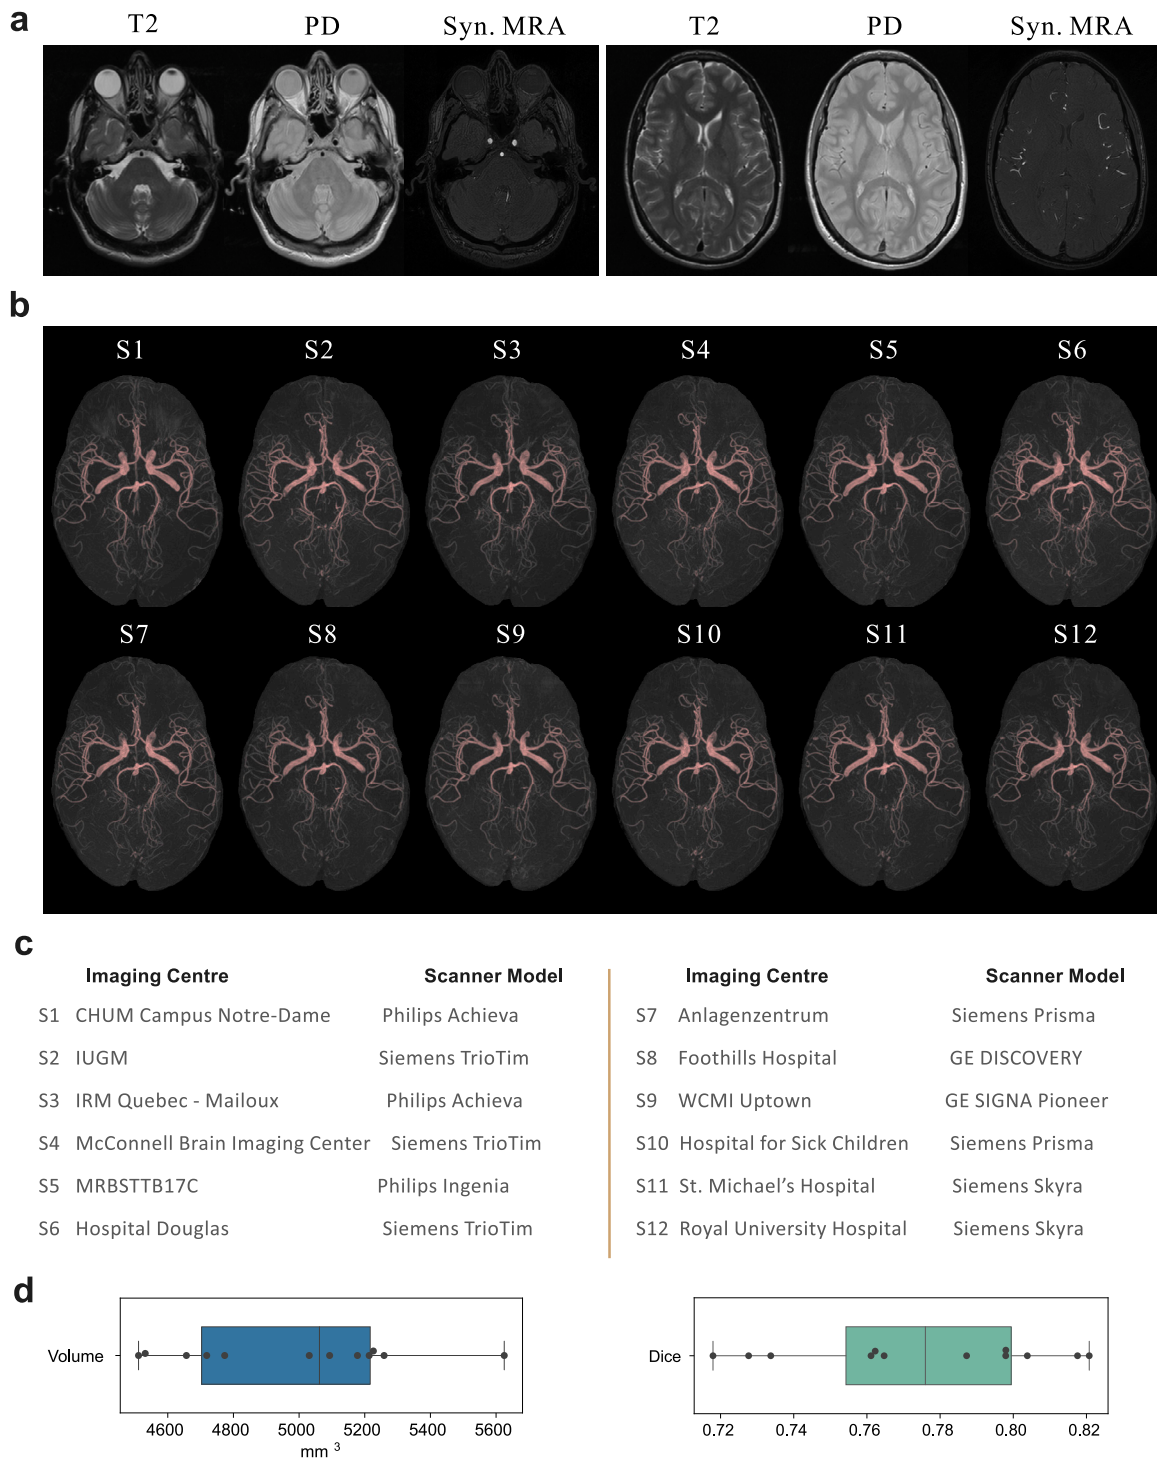 a
T2 PD Syn. MRA T2 PD Syn. MRA
b
S1 S2 S3 S4 S5 S6
S7 S8 S9 S10 S11 S12
c
Imaging Centre Scanner Model Imaging Centre Scanner Model
S1 CHUM Campus Notre-Dame Philips Achieva S7 Anlagenzentrum Siemens Prisma
S2 IUGM Siemens TrioTim S8 Foothills Hospital GE DISCOVERY
S3 IRM Quebec - Mailoux Philips Achieva S9 WCMI Uptown GE SIGNA Pioneer
S4 McConnell Brain Imaging Center Siemens TrioTim S10 Hospital for Sick Children Siemens Prisma
S5 MRBSTTB17C Philips Ingenia S11 St. Michael’s Hospital Siemens Skyra
S6 Hospital Douglas Siemens TrioTim S12 Royal University Hospital Siemens Skyra
d
Volume Dice
4600 4800 5000 5200 5400 5600 0.72 0.74 0.76 0.78 0.80 0.82
mm ³